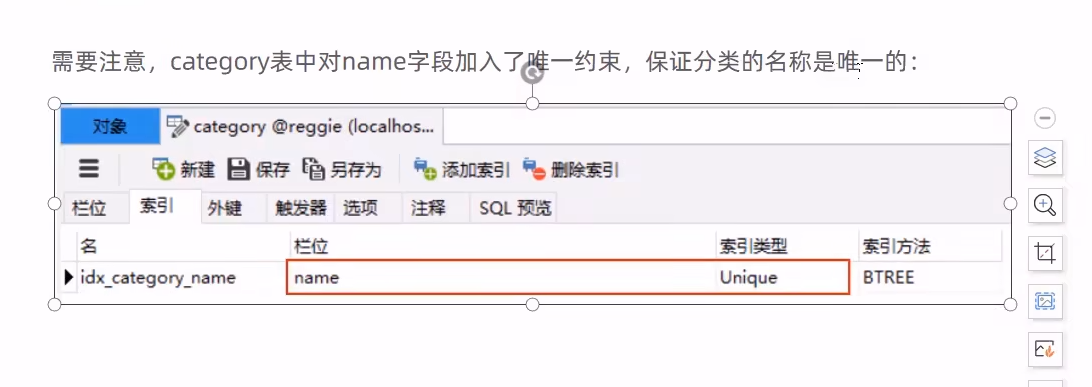 需要注意，category表中对name字段加入了唯一约束，保证分类的名称是唯一的：
对象 category @reggie (localhos...
新建 保存 另存为 添加索引 删除索引
栏位 索引 外键 触发器 选项 注释 SQL 预览
名 栏位 索引类型 索引方法
idx_category_name name Unique BTREE